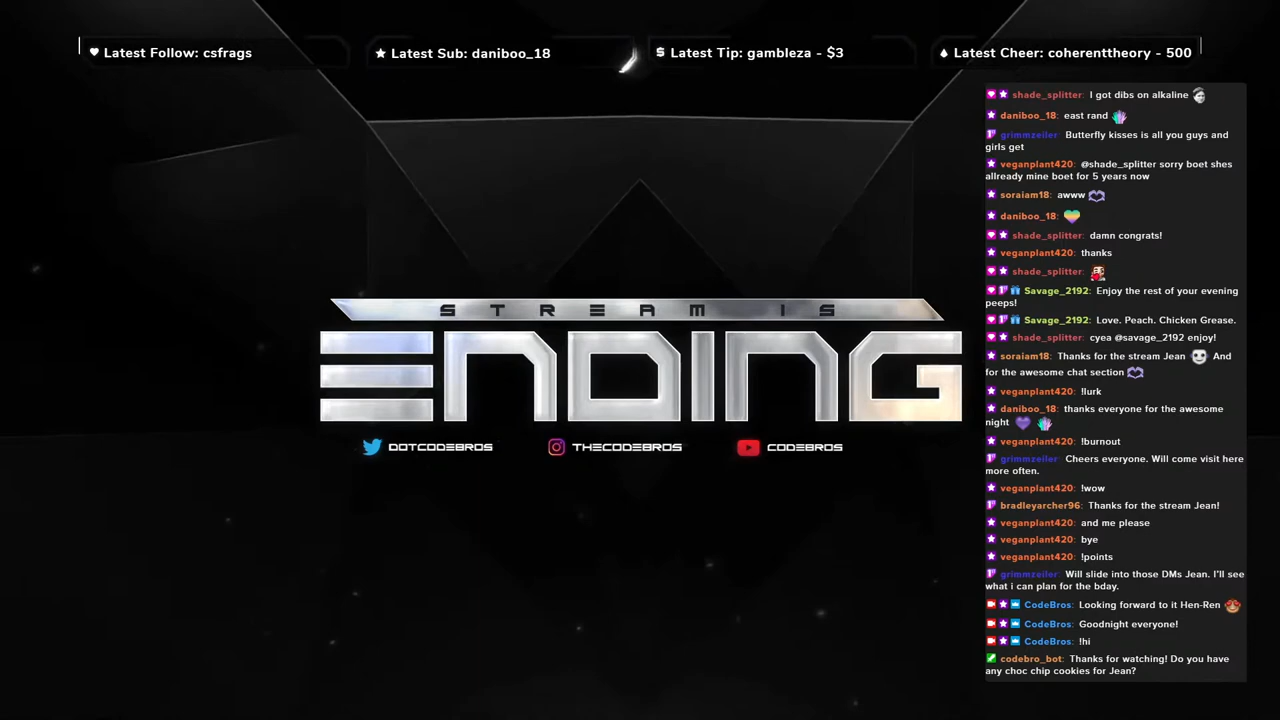 Latest Follow: csfrags
Latest Sub: daniboo_18
$ Latest Tip: gambleza - $3
Latest Cheer: coherenttheory - 500
STREAM IS
ENDING
DOTCODEBROS
THECODEBROS
CODEBROS
shade_splitter: I got dibs on alkaline
daniboo_18: east rand
grimmzeiler: Butterfly kisses is all you guys and
girls get
veganplant420: @shade_splitter sorry boet shes
allready mine boet for 5 years now
soraiam18: awww
daniboo_18:
shade_splitter: damn congrats!
veganplant420: thanks
shade_splitter:
Savage_2192: Enjoy the rest of your evening
peeps!
Savage_2192: Love. Peach. Chicken Grease.
shade_splitter: cyea @savage_2192 enjoy!
soraiam18: Thanks for the stream Jean And
for the awesome chat section
veganplant420: !lurk
daniboo_18: thanks everyone for the awesome
night
veganplant420: !burnout
grimmzeiler: Cheers everyone. Will come visit here
more often.
veganplant420: !wow
bradleyarcher96: Thanks for the stream Jean!
veganplant420: and me please
veganplant420: bye
veganplant420: !points
grimmzeiler: Will slide into those DMs Jean. I'll see
what i can plan for the bday.
CodeBros: Looking forward to it Hen-Ren
CodeBros: Goodnight everyone!
CodeBros: !hi
codebro_bot: Thanks for watching! Do you have
any choc chip cookies for Jean?